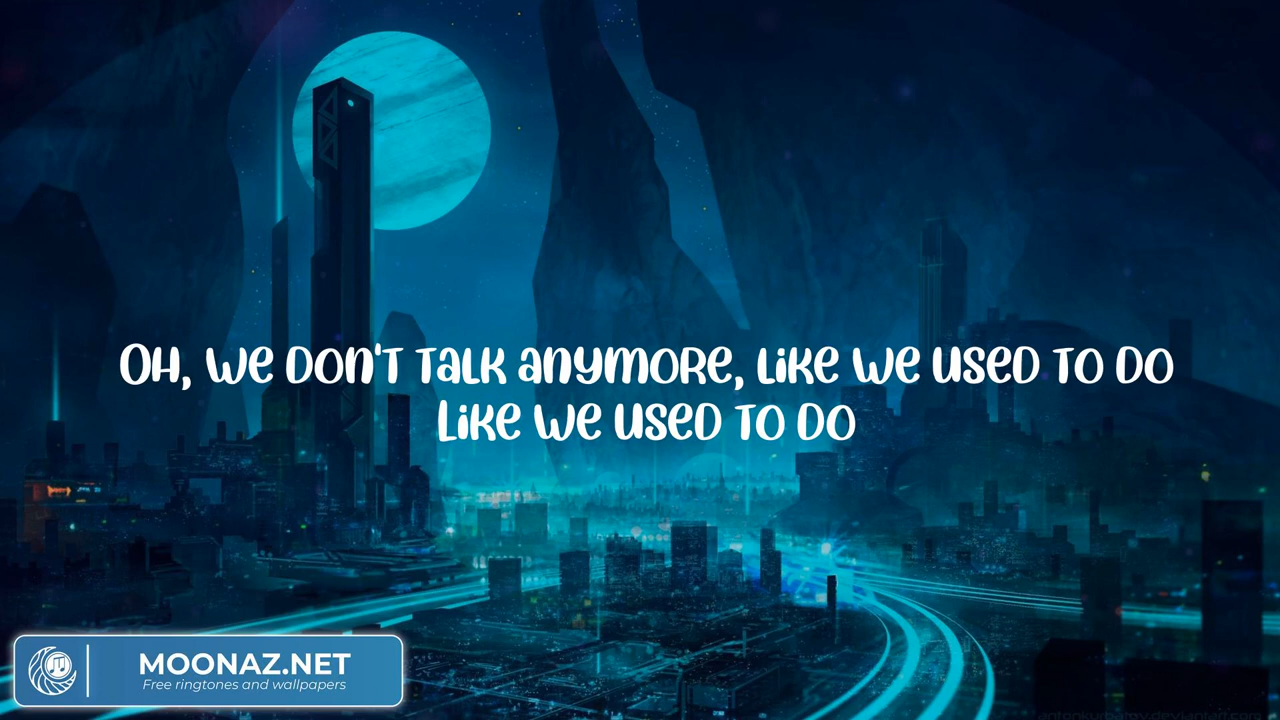 Oh, we don't talk anymore, like we used to do
Like we used to do
MOONAZ.NET
Free ringtones and wallpapers